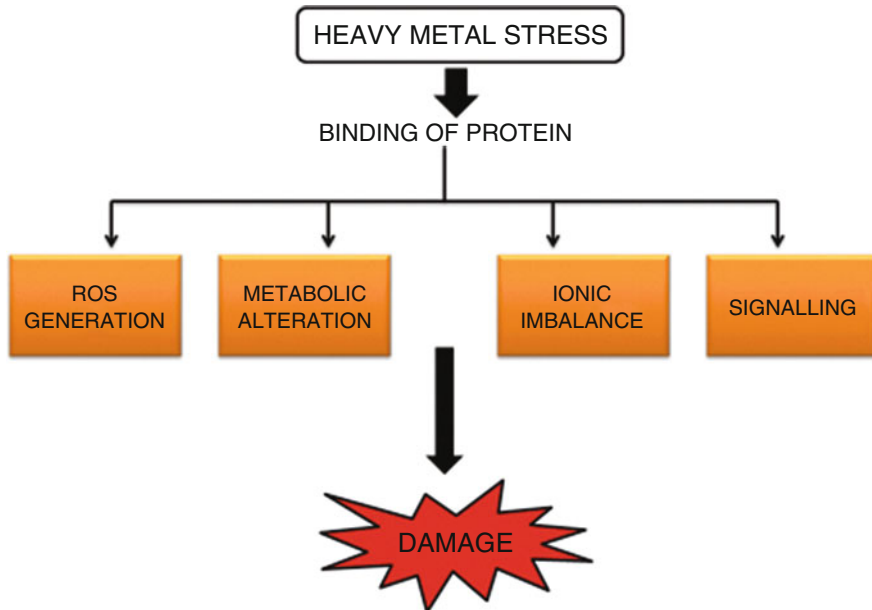 HEAVY METAL STRESS
BINDING OF PROTEIN
ROS
GENERATION
METABOLIC
ALTERATION
IONIC
IMBALANCE
SIGNALLING
DAMAGE